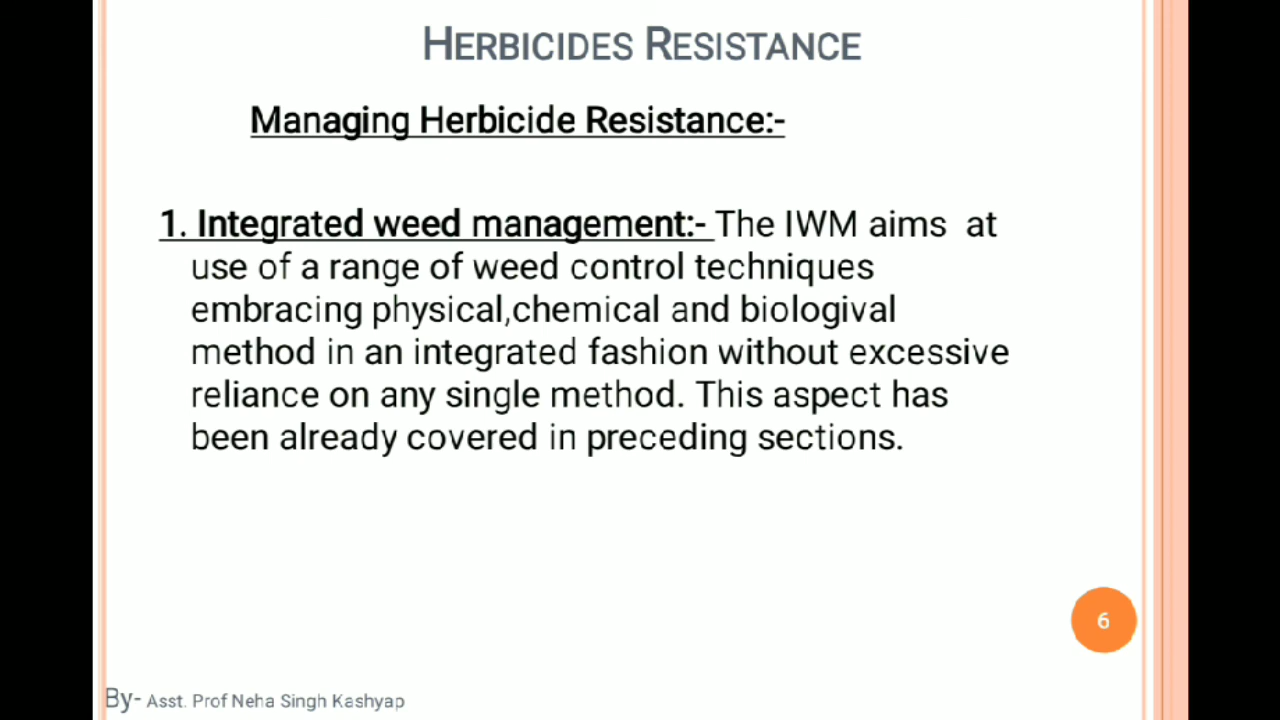 HERBICIDES RESISTANCE
Managing Herbicide Resistance:-
1. Integrated weed management:- The IWM aims at
use of a range of weed control techniques
embracing physical,chemical and biologival
method in an integrated fashion without excessive
reliance on any single method. This aspect has
been already covered in preceding sections.
6
By- Asst. Prof Neha Singh Kashyap